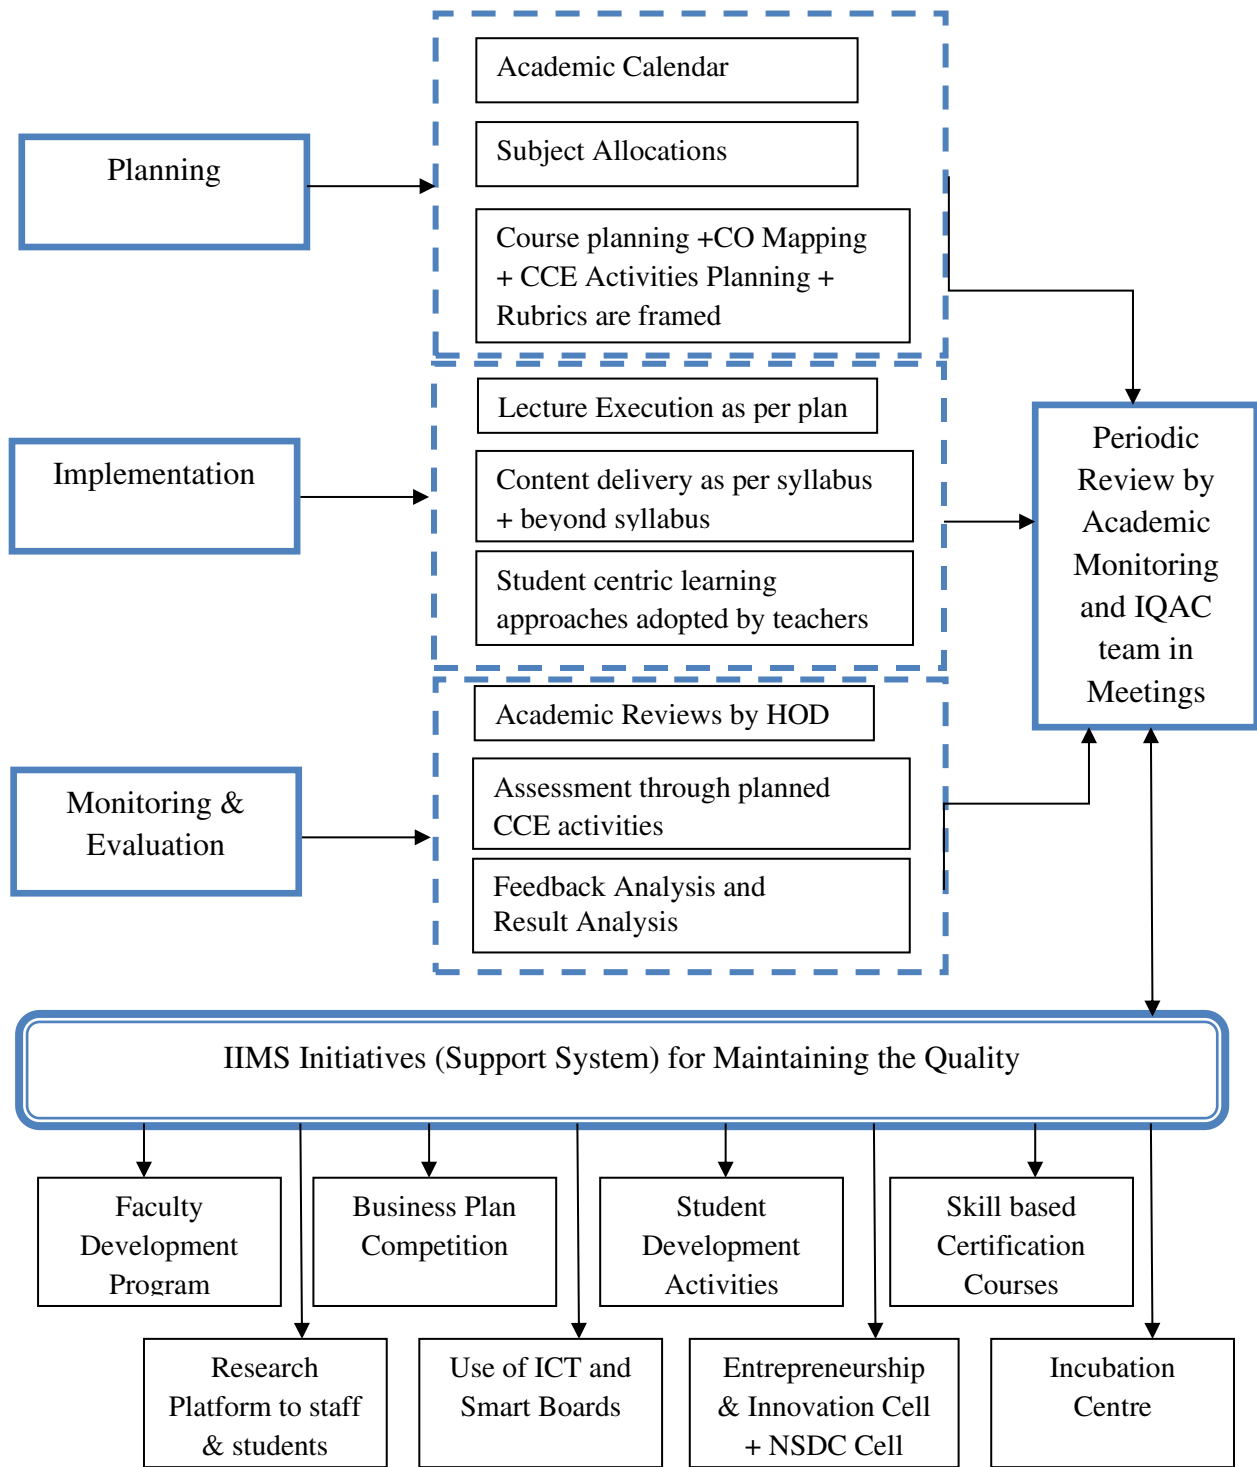 Academic Calendar
Planning
Subject Allocations
Course planning +CO Mapping
+ CCE Activities Planning +
Rubrics are framed
Implementation
Lecture Execution as per plan
Content delivery as per syllabus
+ beyond syllabus
Student centric learning
approaches adopted by teachers
Periodic
Review by
Academic
Monitoring
and IQAC
team in
Meetings
Monitoring &
Evaluation
Academic Reviews by HOD
Assessment through planned
CCE activities
Feedback Analysis and
Result Analysis
IIMS Initiatives (Support System) for Maintaining the Quality
Faculty
Development
Program
Business Plan
Competition
Student
Development
Activities
Skill based
Certification
Courses
Research
Platform to staff
& students
Use of ICT and
Smart Boards
Entrepreneurship
& Innovation Cell
+ NSDC Cell
Incubation
Centre